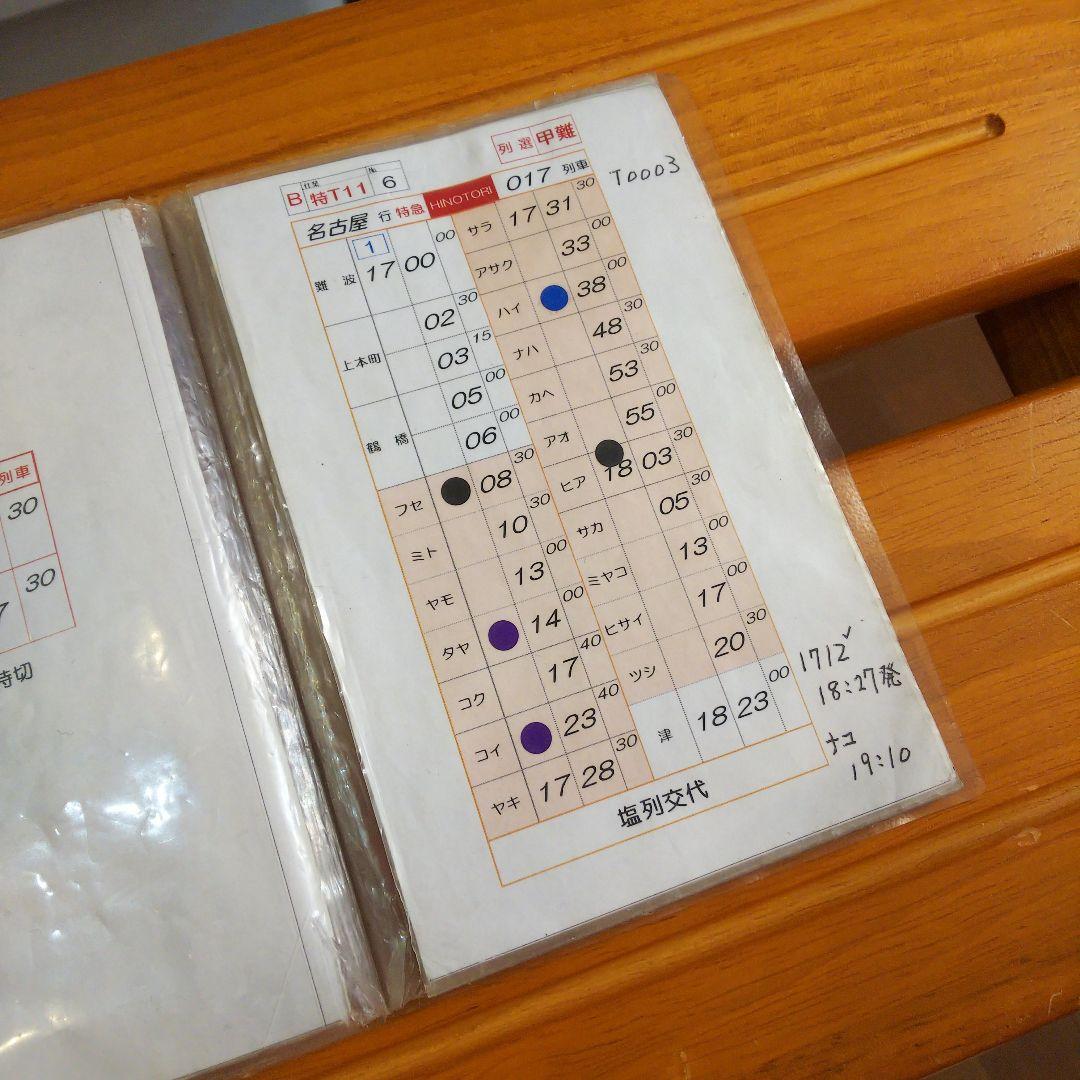 列車
30
7 30
時切
列選 甲難
B 行路 特T11 6
名古屋 行 特急 HINOTORI 017 列車
T0003
1
難波 17 00 00
02 30
上本町 03 15
05 00
鶴橋 06 00
フセ 08 30
ミト 10 30
ヤモ 13 00
タヤ 14 00
コク 17 40
コイ 23 40
ヤキ 17 28 30
サラ 17 31 30
アサク 33 00
ハイ 38 00
ナハ 48 30
カヘ 53 30
アオ 55 00
ヒア 18 03 30
サカ 05 30
ミヤコ 13 00
ヒサイ 17 00
ツシ 20 30
津 18 23 00
塩列交代
1712
18:27発
ナコ
19:10